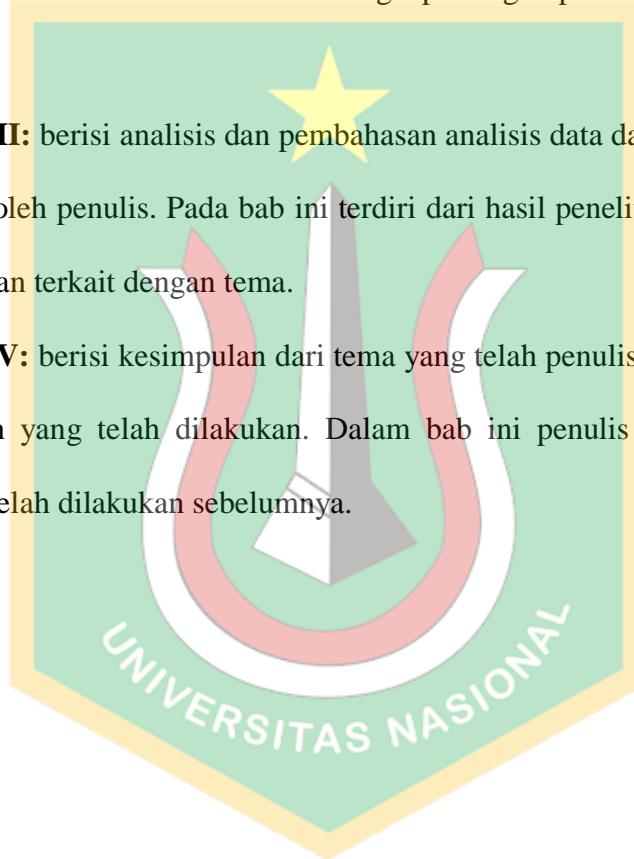 II: berisi analisis dan pembahasan analisis data da
oleh penulis. Pada bab ini terdiri dari hasil penelit
an terkait dengan tema.
V: berisi kesimpulan dari tema yang telah penulis
n yang telah dilakukan. Dalam bab ini penulis
elah dilakukan sebelumnya.
UNIVERSITAS NASIONAL